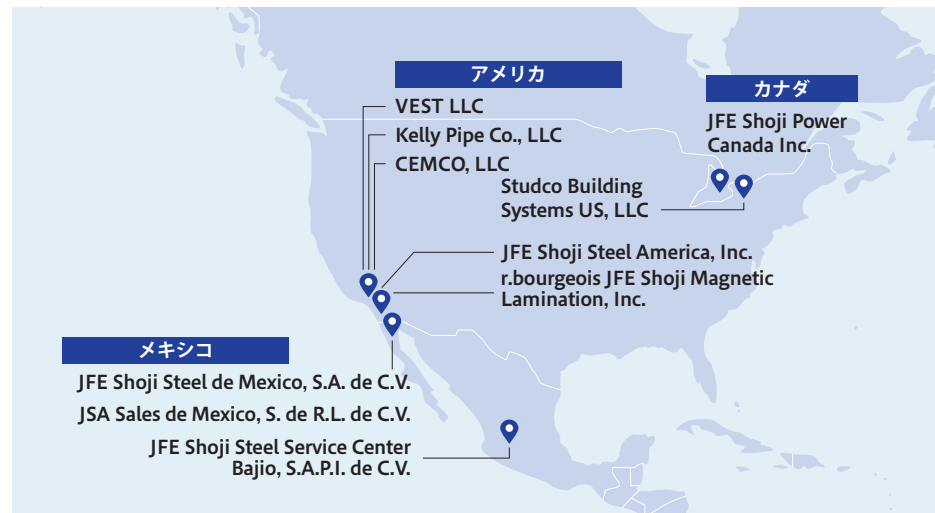 アメリカ
VEST LLC
Kelly Pipe Co., LLC
CEMCO, LLC
Studco Building
Systems US, LLC
JFE Shoji Steel America, Inc.
r.bourgeois JFE Shoji Magnetic
Lamination, Inc.
カナダ
JFE Shoji Power
Canada Inc.
メキシコ
JFE Shoji Steel de Mexico, S.A. de C.V.
JSA Sales de Mexico, S. de R.L. de C.V.
JFE Shoji Steel Service Center
Bajio, S.A.P.I. de C.V.